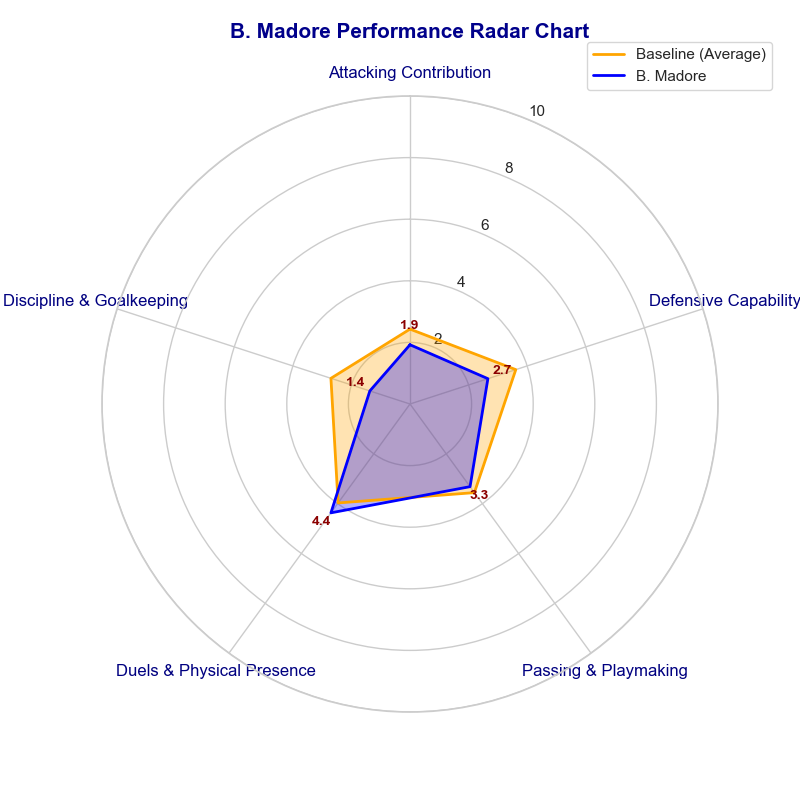 B. Madore Performance Radar Chart
Baseline (Average)
B. Madore
Attacking Contribution
10
8
6
4
2
1.9
Discipline & Goalkeeping
Defensive Capability
1.4
2.7
3.3
4.4
Duels & Physical Presence
Passing & Playmaking